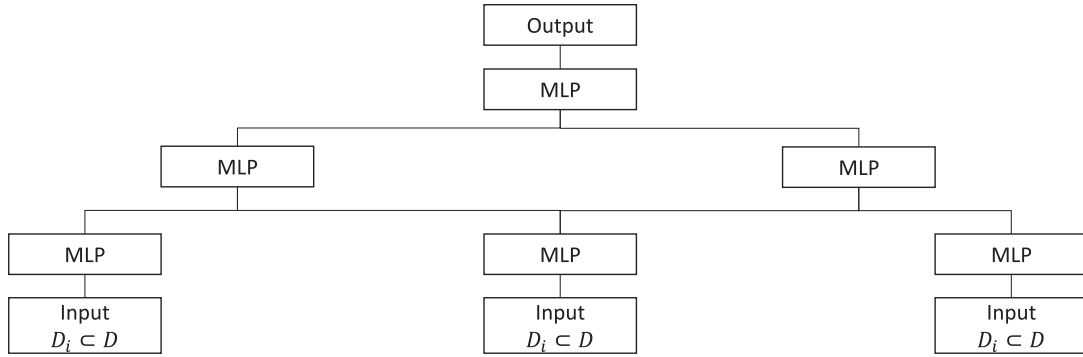 Output
MLP
MLP
MLP
MLP
MLP
MLP
Input
D_i ⊂ D
Input
D_i ⊂ D
Input
D_i ⊂ D